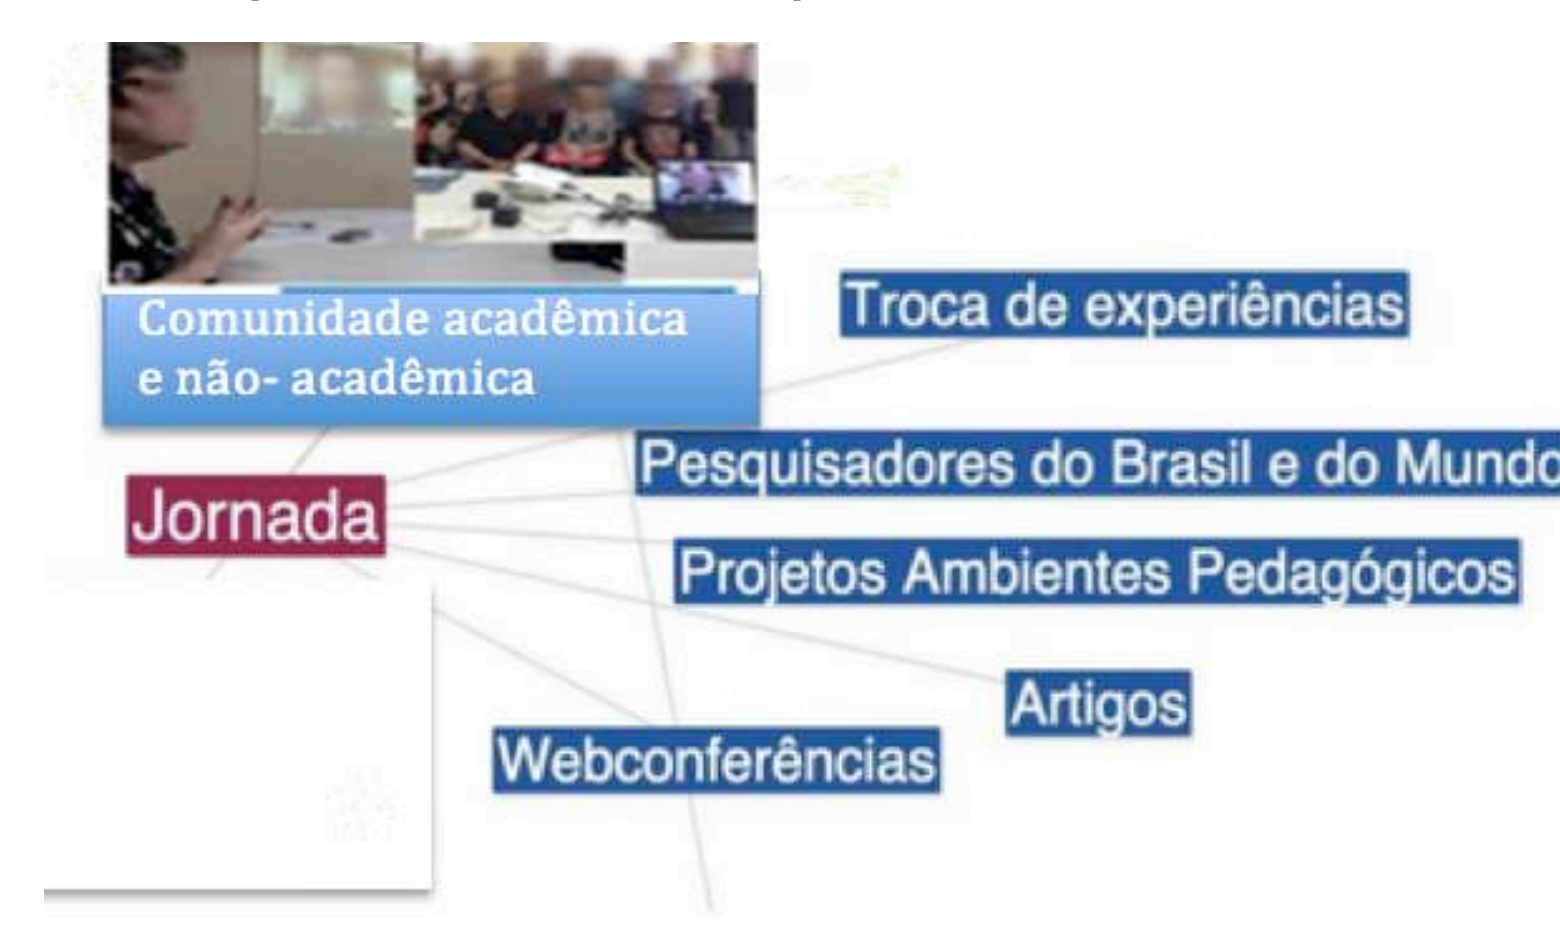 Comunidade acadêmica
e não- acadêmica
Troca de experiências
Pesquisadores do Brasil e do Mundo
Jornada
Projetos Ambientes Pedagógicos
Artigos
Webconferências